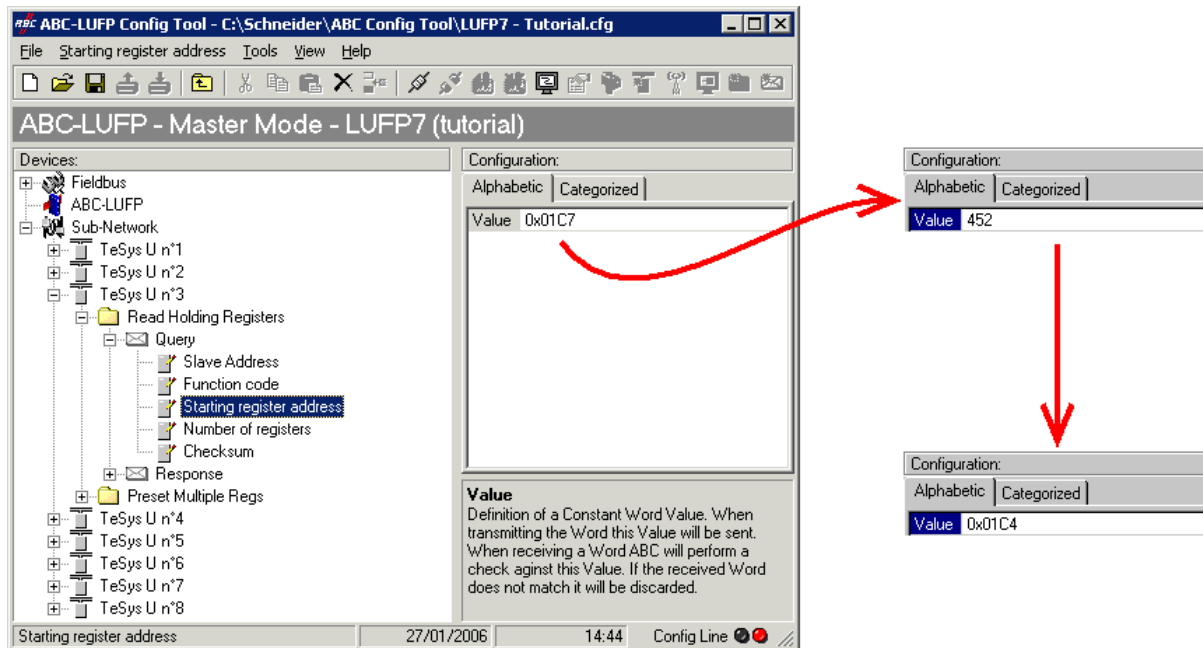 ABC-LUFP Config Tool - C:\Schneider\ABC Config Tool\LUFP7 - Tutorial.cfg
File Starting register address Tools View Help
ABC-LUFP - Master Mode - LUFP7 (tutorial)
Devices:
Fieldbus
ABC-LUFP
Sub-Network
TeSys U n°1
TeSys U n°2
TeSys U n°3
Read Holding Registers
Query
Slave Address
Function code
Starting register address
Number of registers
Checksum
Response
Preset Multiple Regs
TeSys U n°4
TeSys U n°5
TeSys U n°6
TeSys U n°7
TeSys U n°8
Configuration:
Alphabetic Categorized
Value 0x01C7
Value
Definition of a Constant Word Value. When
transmitting the Word this Value will be sent.
When receiving a Word ABC will perform a
check aginst this Value. If the received Word
does not match it will be discarded.
Starting register address 27/01/2006 14:44 Config Line
Configuration:
Alphabetic Categorized
Value 452
Configuration:
Alphabetic Categorized
Value 0x01C4